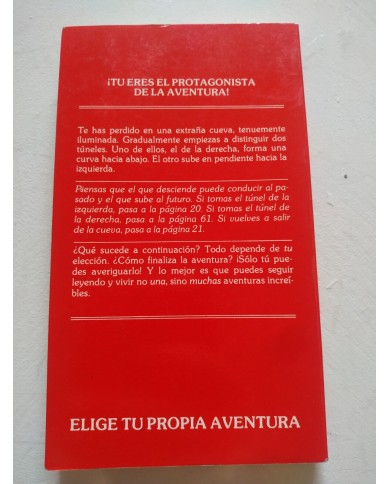 ¡TU ERES EL PROTAGONISTA
DE LA AVENTURA!
Te has perdido en una extraña cueva, tenuemente
iluminada. Gradualmente empiezas a distinguir dos
túneles. Uno de ellos, el de la derecha, forma una
curva hacia abajo. El otro sube en pendiente hacia la
izquierda.
Piensas que el que desciende puede conducir al pa-
sado y el que sube al futuro. Si tomas el túnel de la
izquierda, pasa a la página 20. Si tomas el túnel de
la derecha, pasa a la página 61. Si vuelves a salir
de la cueva, pasa a la página 21.
¿Qué sucede a continuación? Todo depende de tu
elección. ¿Cómo finaliza la aventura? ¡Sólo tú pue-
des averiguarlo! Y lo mejor es que puedes seguir
leyendo y vivir no una, sino muchas aventuras increí-
bles.
ELIGE TU PROPIA AVENTURA